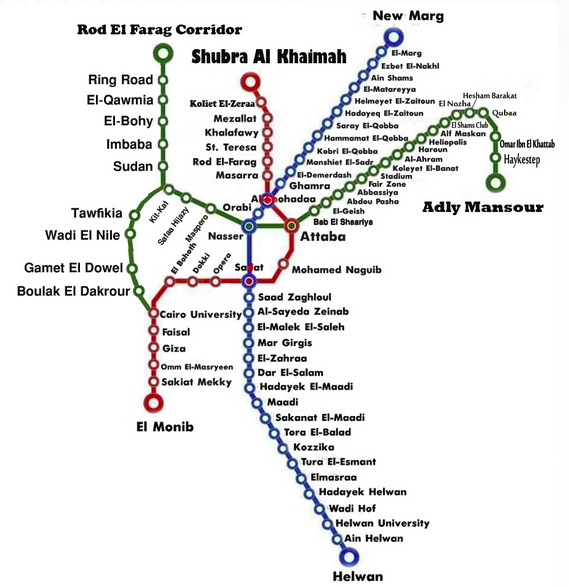 New Marg
Rod El Farag Corridor
Shubra Al Khaimah
El-Marg
Ezbet El-Nakhl
Ain Shams
El-Matareyya
Helmeyet El-Zaitoun
Hadayeq El-Zaitoun
Saray El-Qobba
Hammamat El-Qobba
Kobri El-Qobba
Manshiet El-Sadr
El-Demerdash
Ghamra
Ring Road
El-Qawmia
El-Bohy
Imbaba
Sudan
Koliet El-Zeraa
Mezallat
Khalafawy
St. Teresa
Rod El-Farag
Masarra
Hesham Barakat
El Nozha
Qubaa
El Shams Club
Omar Ibn El Khattab
Alf Maskan
Heliopolis
Haykestep
Haroun
Al-Ahram
Koleyet El-Banat
Stadium
Fair Zone
Abbassiya
Abdou Pasha
El-Geish
Bab El Shaariya
Adly Mansour
Orabi
Nasser
Attaba
Kit-Kat
Safaa Hijazy
Maspero
Tawfikia
Wadi El Nile
Gamet El Dowel
Boulak El Dakrour
El Bohoth
Dokki
Opera
Mohamed Naguib
Cairo University
Faisal
Giza
Omm El-Masryeen
Sakiat Mekky
El Monib
Saad Zaghloul
Al-Sayeda Zeinab
El-Malek El-Saleh
Mar Girgis
El-Zahraa
Dar El-Salam
Hadayek El-Maadi
Maadi
Sakanat El-Maadi
Tora El-Balad
Kozzika
Tura El-Esmant
Elmasraa
Hadayek Helwan
Wadi Hof
Helwan University
Ain Helwan
Helwan